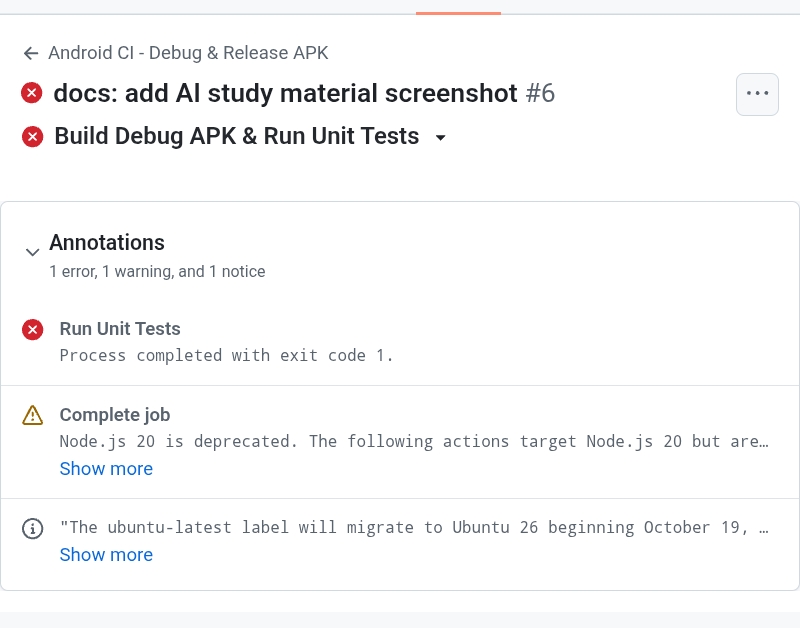 Android CI - Debug & Release APK
docs: add AI study material screenshot #6
Build Debug APK & Run Unit Tests
Annotations
1 error, 1 warning, and 1 notice
Run Unit Tests
Process completed with exit code 1.
Complete job
Node.js 20 is deprecated. The following actions target Node.js 20 but are…
Show more
"The ubuntu-latest label will migrate to Ubuntu 26 beginning October 19, …
Show more